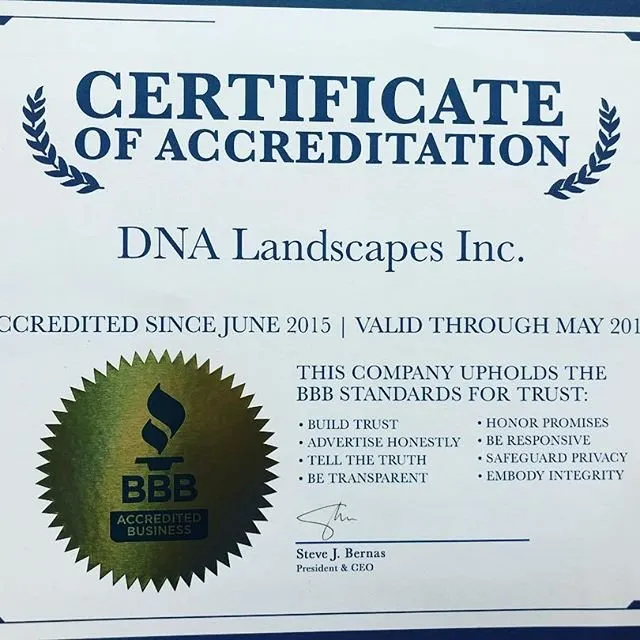 CERTIFICATE
OF ACCREDITATION
DNA Landscapes Inc.
CCREDITED SINCE JUNE 2015 | VALID THROUGH MAY 201
THIS COMPANY UPHOLDS THE
BBB STANDARDS FOR TRUST:
• BUILD TRUST
• ADVERTISE HONESTLY
• TELL THE TRUTH
• BE TRANSPARENT
• HONOR PROMISES
• BE RESPONSIVE
• SAFEGUARD PRIVACY
• EMBODY INTEGRITY
BBB
ACCREDITED
BUSINESS
Steve J. Bernas
President & CEO